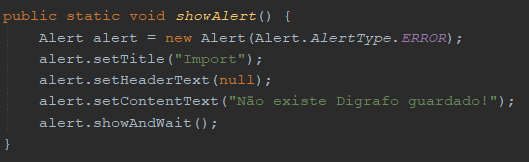 public static void showAlert() {
    Alert alert = new Alert(Alert.AlertType.ERROR);
    alert.setTitle("Import");
    alert.setHeaderText(null);
    alert.setContentText("Não existe Digrafo guardado!");
    alert.showAndWait();
}